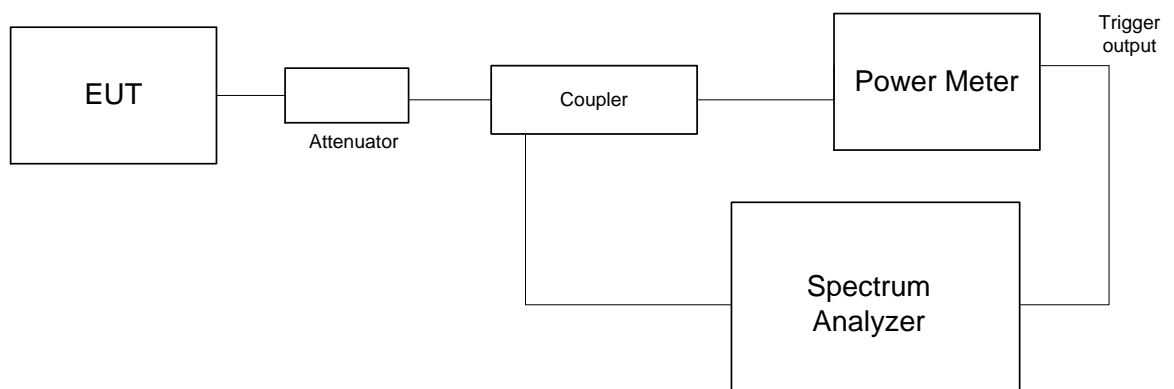 EUT
Attenuator
Coupler
Power Meter
Trigger
output
Spectrum
Analyzer